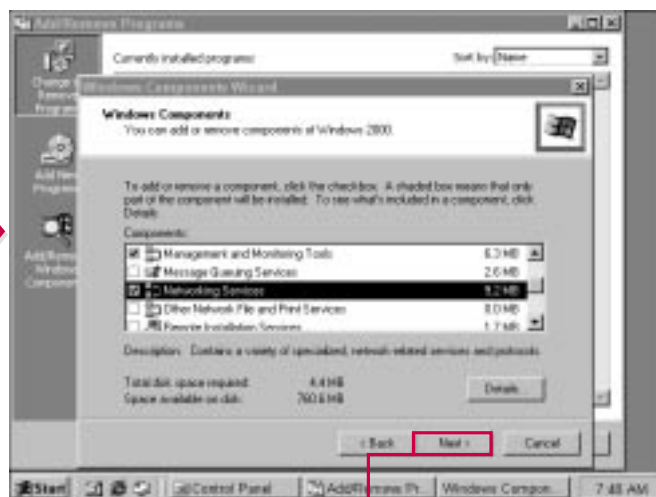 Add/Remove Programs
Currently installed programs:
Sort by: Name
Change or
Remove
Programs
Windows Components Wizard
Windows Components
You can add or remove components of Windows 2000.
Add New
Programs
To add or remove a component, click the checkbox. A shaded box means that only
part of the component will be installed. To see what's included in a component, click
Details.
Add/Remove
Windows
Components
Components:
Management and Monitoring Tools 6.3 MB
Message Queuing Services 2.6 MB
Networking Services 9.2 MB
Other Network File and Print Services 0.0 MB
Remote Installation Services 1.7 MB
Description: Contains a variety of specialized, network-related services and protocols.
Total disk space required: 4.4 MB
Space available on disk: 760.6 MB
Details...
< Back Next > Cancel
Start Control Panel Add/Remove Pr... Windows Compon... 7:48 AM